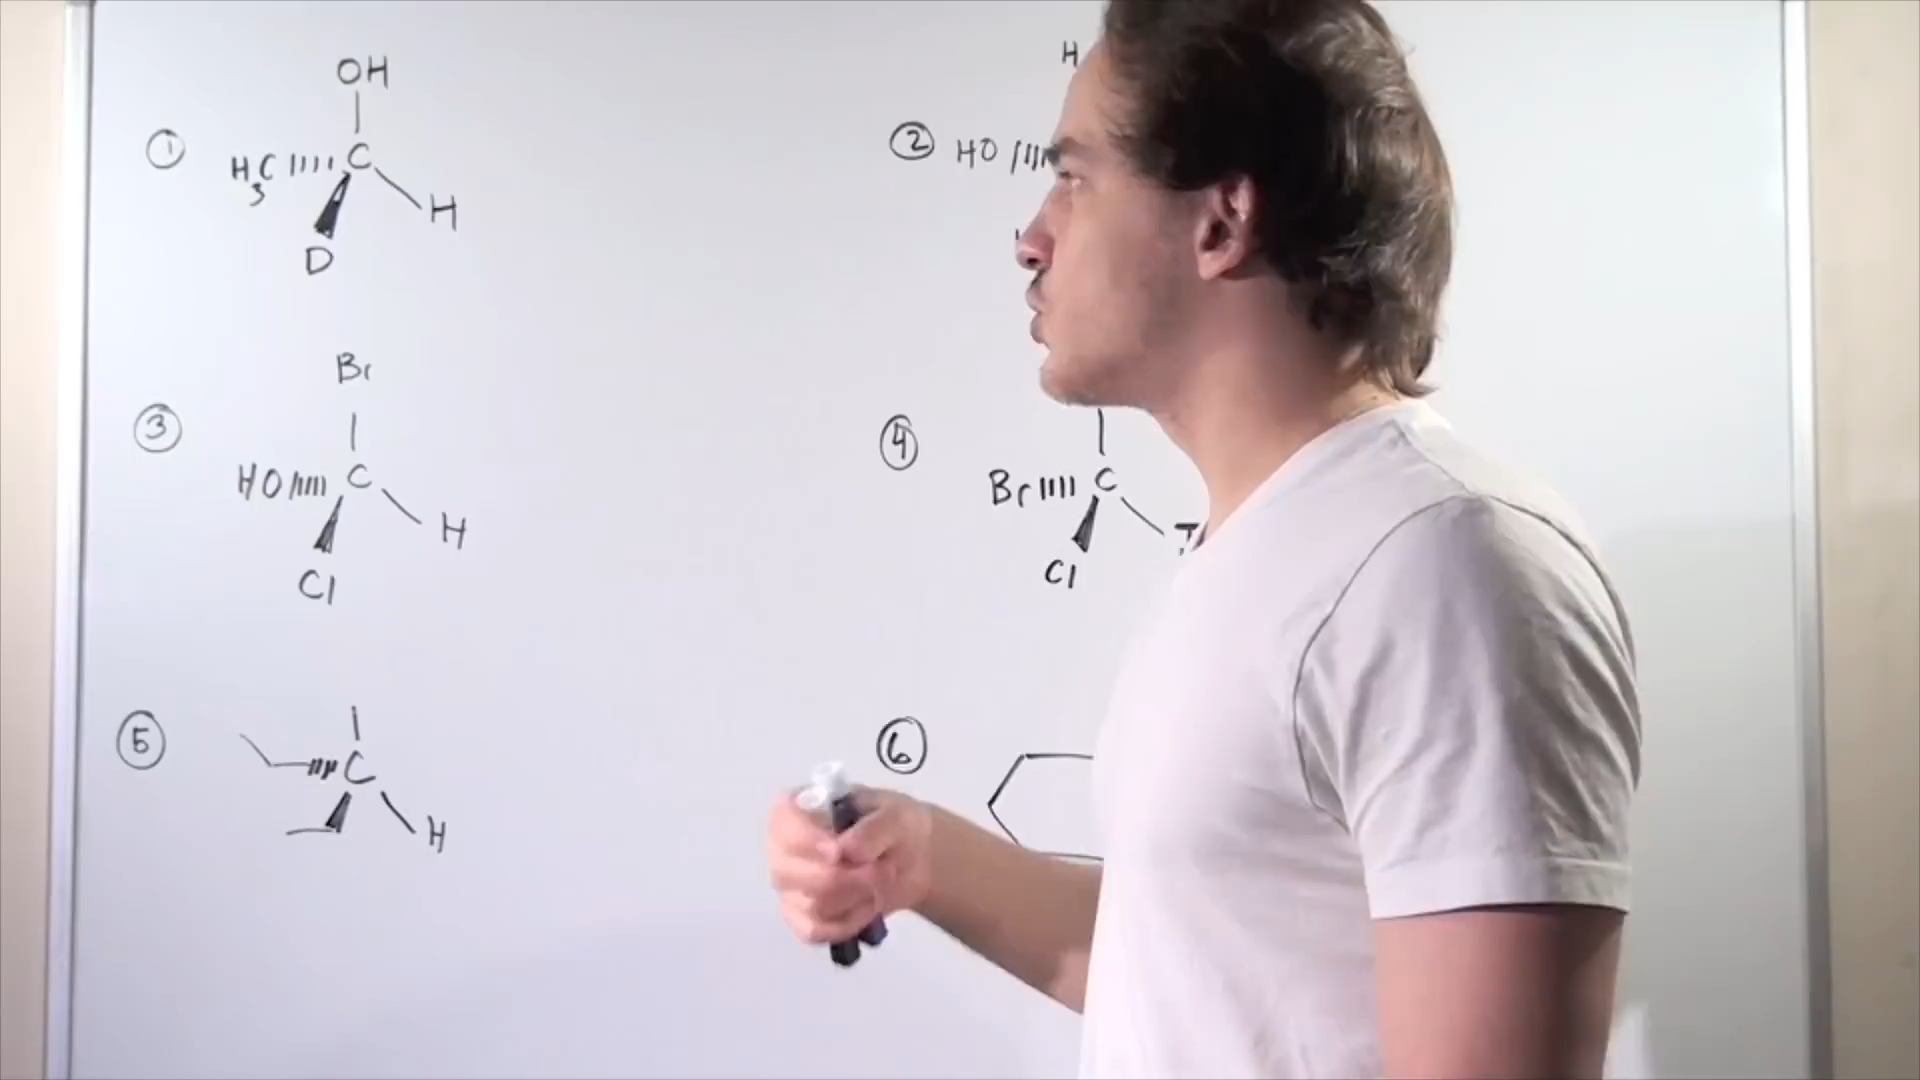 ① OH
H₃C C H
D
② H
HO
③ Br
HO C H
Cl
④ Br C
Cl
⑤ C H
⑥